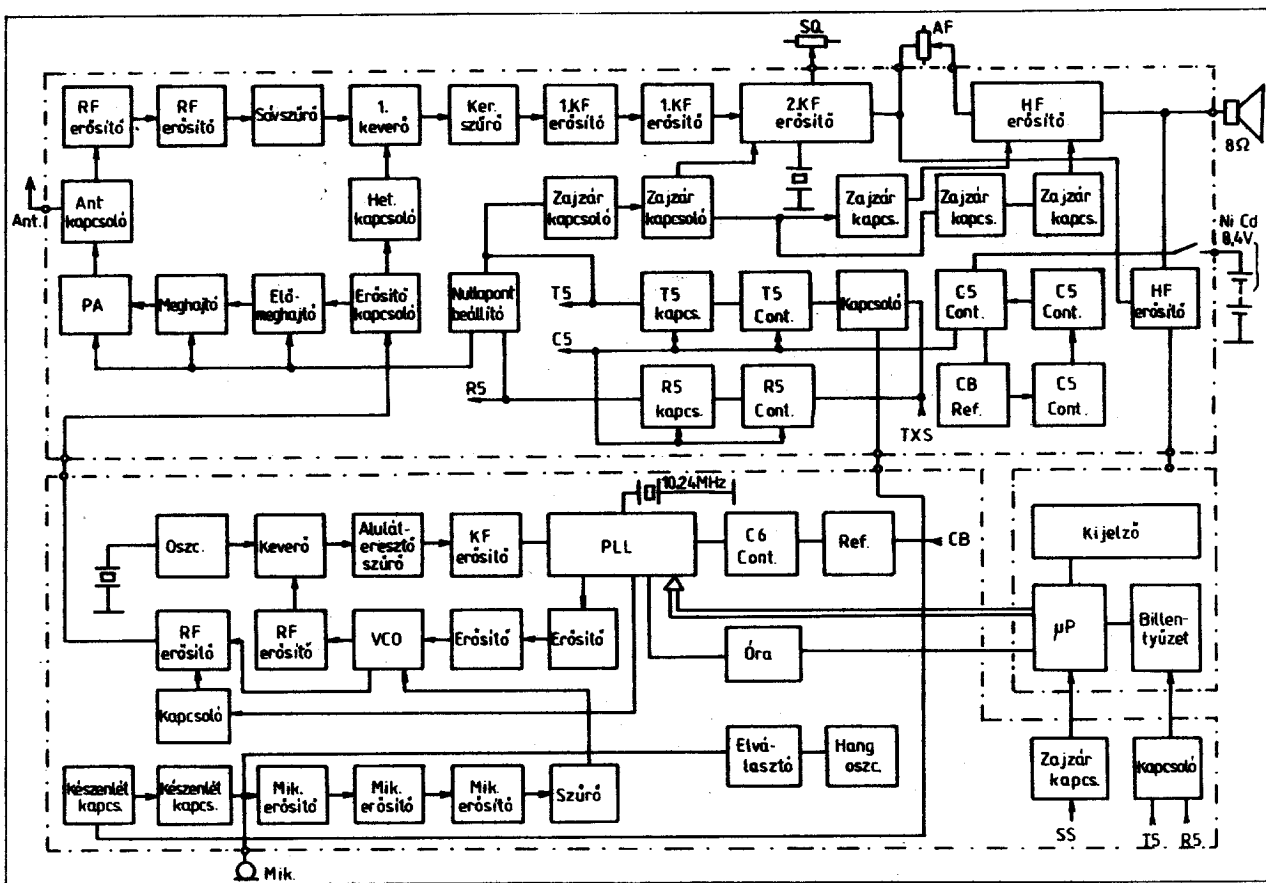 SQ.
AF
RF
erősítő
RF
erősítő
Sávszűrő
1.
keverő
Ker.
szűrő
1.KF
erősítő
1.KF
erősítő
2.KF
erősítő
HF
erősítő
8Ω
Ant.
Ant
kapcsoló
Het.
kapcsoló
Zajzár
kapcsoló
Zajzár
kapcsoló
Zajzár
kapcs.
Zajzár
kapcs.
Zajzár
kapcs.
Ni Cd
8,4V
PA
Meghajtó
Elő-
meghajtó
Erősítő
kapcsoló
Nullapont
beállító
T5
T5
kapcs.
T5
Cont.
Kapcsoló
C5
Cont.
C5
Cont.
HF
erősítő
C5
R5
R5
kapcs.
R5
Cont.
TXS
CB
Ref.
C5
Cont.
10,24MHz
Oszc.
Keverő
Alulát-
eresztő
szűrő
KF
erősítő
PLL
C6
Cont.
Ref.
CB
Kijelző
RF
erősítő
RF
erősítő
VCO
Erősítő
Erősítő
Óra
µP
Billen-
tyűzet
Kapcsoló
Készenlét
kapcs.
Készenlét
kapcs.
Mik.
erősítő
Mik.
erősítő
Mik.
erősítő
Szűrő
Elvá-
lasztó
Hang
oszc.
Zajzár
kapcs.
Kapcsoló
SS
T5
R5
Mik.